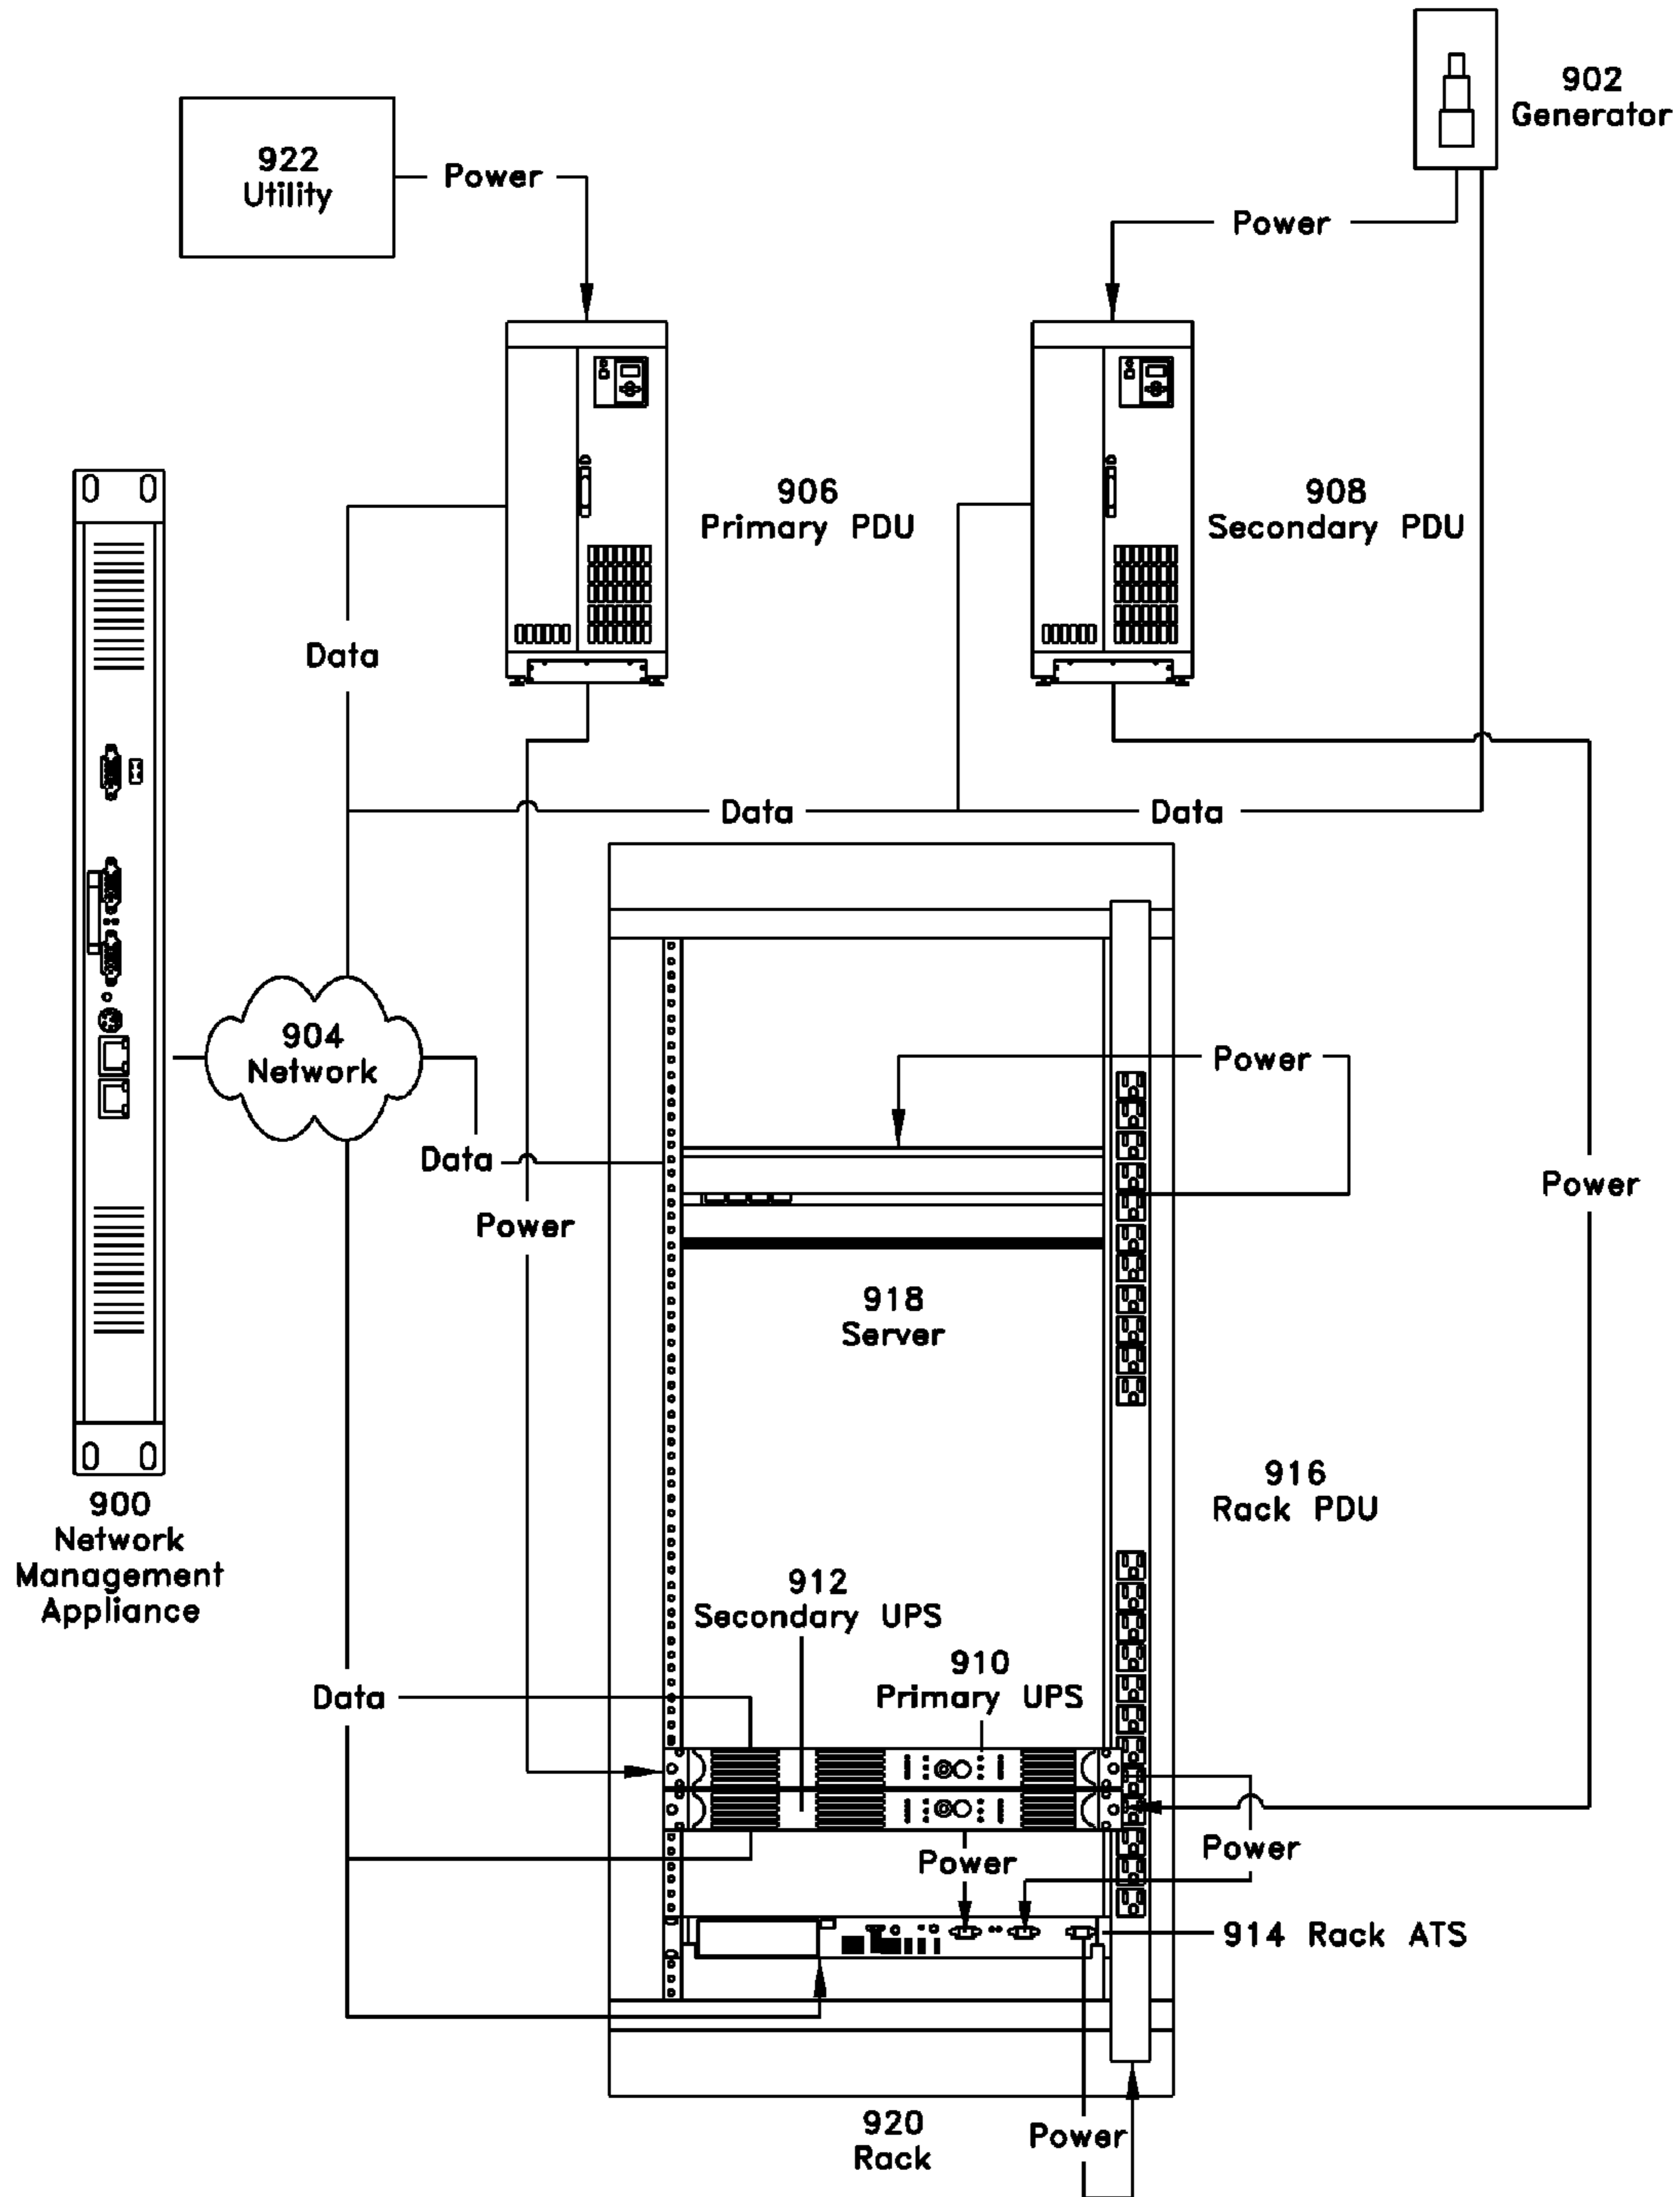 902
Generator
922
Utility
Power
Power
906
Primary PDU
908
Secondary PDU
Data
Data
Data
904
Network
Power
Data
Power
Power
918
Server
916
Rack PDU
900
Network
Management
Appliance
912
Secondary UPS
910
Primary UPS
Data
Power
Power
914 Rack ATS
920
Rack
Power